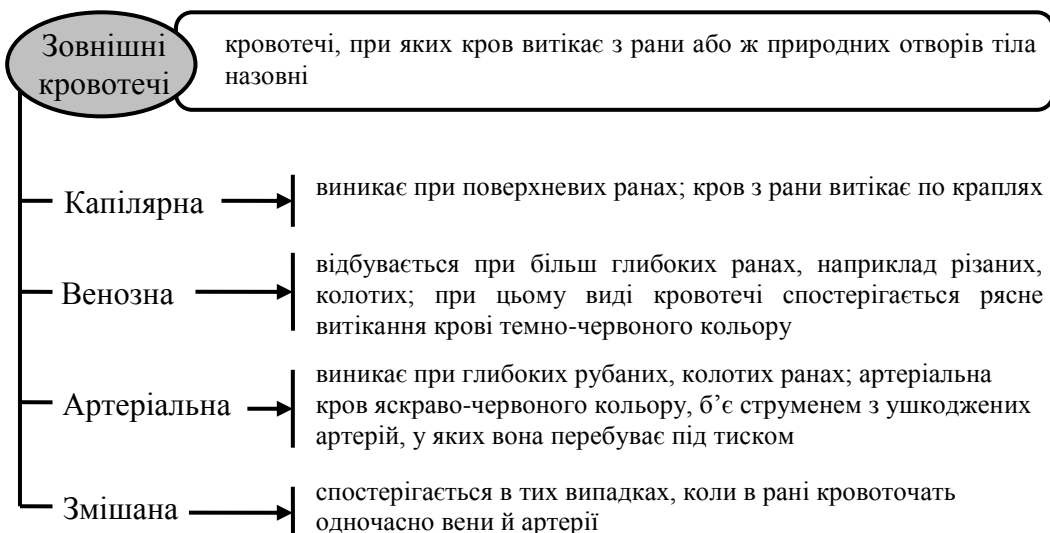 Зовнішні
кровотечі
кровотечі, при яких кров витікає з рани або ж природних отворів тіла
назовні
Капілярна
виникає при поверхневих ранах; кров з рани витікає по краплях
Венозна
відбувається при більш глибоких ранах, наприклад різаних,
колотих; при цьому виді кровотечі спостерігається рясне
витікання крові темно-червоного кольору
Артеріальна
виникає при глибоких рубаних, колотих ранах; артеріальна
кров яскраво-червоного кольору, б’є струменем з ушкоджених
артерій, у яких вона перебуває під тиском
Змішана
спостерігається в тих випадках, коли в рані кровоточать
одночасно вени й артерії